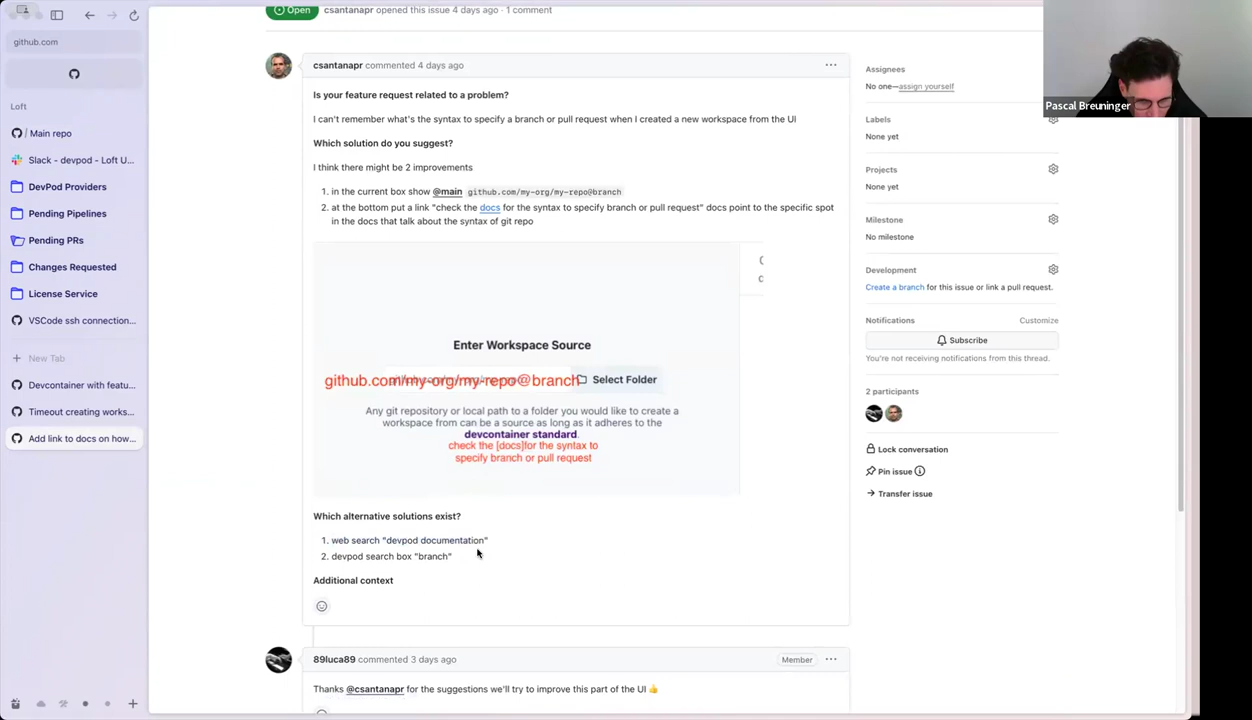 github.com
Loft
Main repo
Slack - devpod - Loft U...
DevPod Providers
Pending Pipelines
Pending PRs
Changes Requested
License Service
VSCode ssh connection...
New Tab
Devcontainer with featu...
Timeout creating works...
Add link to docs on how...
Open csantanapr opened this issue 4 days ago · 1 comment
csantanapr commented 4 days ago
Is your feature request related to a problem?
I can't remember what's the syntax to specify a branch or pull request when I created a new workspace from the UI
Which solution do you suggest?
I think there might be 2 improvements
1. in the current box show @main github.com/my-org/my-repo@branch
2. at the bottom put a link "check the docs for the syntax to specify branch or pull request" docs point to the specific spot
in the docs that talk about the syntax of git repo
Enter Workspace Source
github.com/my-org/my-repo@branch Select Folder
Any git repository or local path to a folder you would like to create a
workspace from can be a source as long as it adheres to the
devcontainer standard.
check the [docs]for the syntax to
specify branch or pull request
Which alternative solutions exist?
1. web search "devpod documentation"
2. devpod search box "branch"
Additional context
89luca89 commented 3 days ago Member
Thanks @csantanapr for the suggestions we'll try to improve this part of the UI 👍
Assignees
No one—assign yourself
Labels
None yet
Projects
None yet
Milestone
No milestone
Development
Create a branch for this issue or link a pull request.
Notifications Customize
Subscribe
You're not receiving notifications from this thread.
2 participants
Lock conversation
Pin issue
Transfer issue
Pascal Breuninger